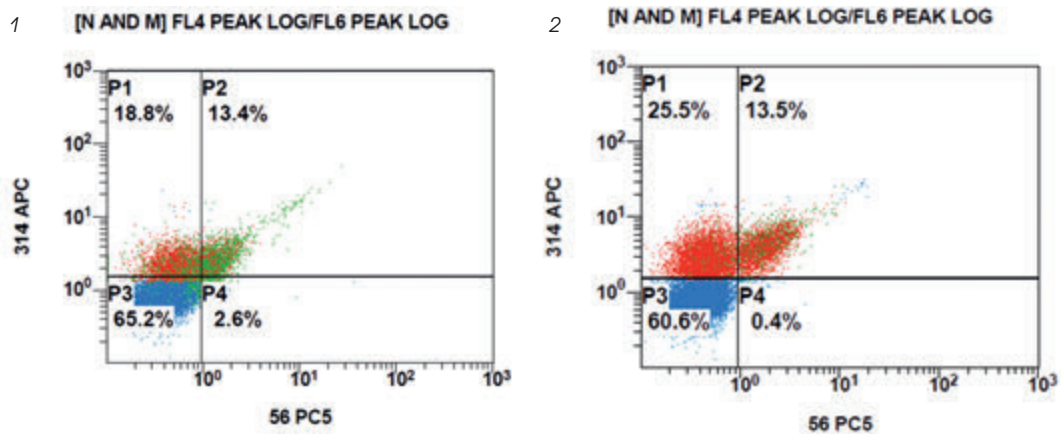 1
[N AND M] FL4 PEAK LOG/FL6 PEAK LOG
10³
10²
10¹
10⁰
314 APC
P1
18.8%
P2
13.4%
P3
65.2%
P4
2.6%
10⁰
10¹
10²
10³
56 PC5
2
[N AND M] FL4 PEAK LOG/FL6 PEAK LOG
10³
10²
10¹
10⁰
314 APC
P1
25.5%
P2
13.5%
P3
60.6%
P4
0.4%
10⁰
10¹
10²
10³
56 PC5